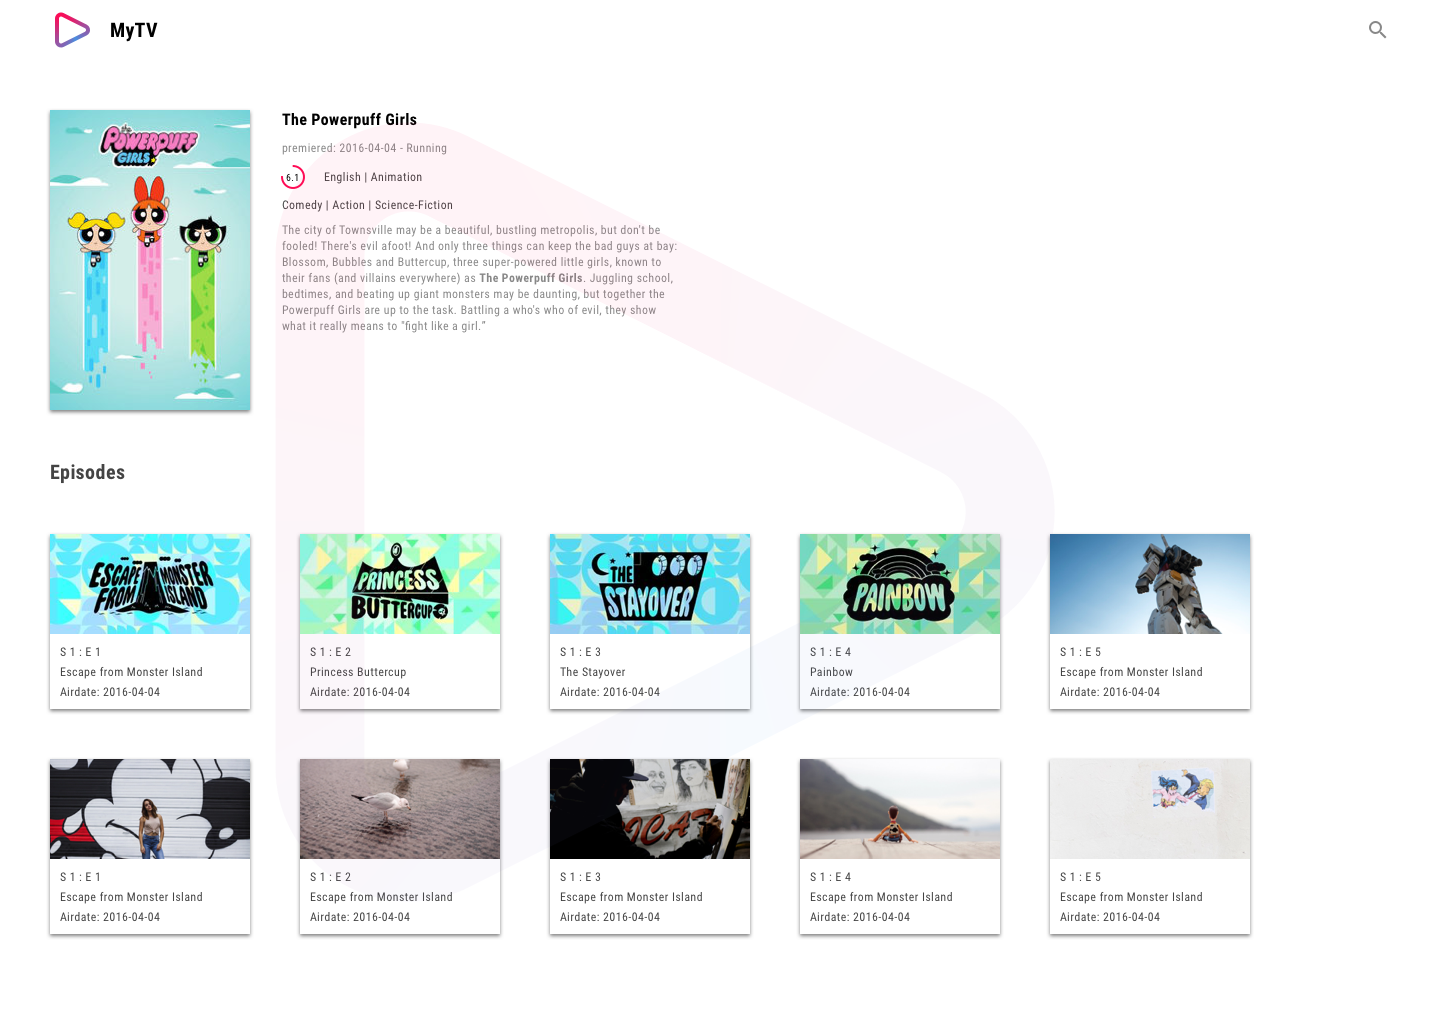 MyTV
the
POWERPUFF
GIRLS
The Powerpuff Girls
premiered: 2016-04-04 - Running
6.1 English | Animation
Comedy | Action | Science-Fiction
The city of Townsville may be a beautiful, bustling metropolis, but don't be
fooled! There's evil afoot! And only three things can keep the bad guys at bay:
Blossom, Bubbles and Buttercup, three super-powered little girls, known to
their fans (and villains everywhere) as The Powerpuff Girls. Juggling school,
bedtimes, and beating up giant monsters may be daunting, but together the
Powerpuff Girls are up to the task. Battling a who's who of evil, they show
what it really means to "fight like a girl."
Episodes
ESCAPE FROM MONSTER ISLAND
PRINCESS BUTTERCUP
THE STAYOVER
PAINBOW
S 1 : E 1
Escape from Monster Island
Airdate: 2016-04-04
S 1 : E 2
Princess Buttercup
Airdate: 2016-04-04
S 1 : E 3
The Stayover
Airdate: 2016-04-04
S 1 : E 4
Painbow
Airdate: 2016-04-04
S 1 : E 5
Escape from Monster Island
Airdate: 2016-04-04
S 1 : E 1
Escape from Monster Island
Airdate: 2016-04-04
S 1 : E 2
Escape from Monster Island
Airdate: 2016-04-04
S 1 : E 3
Escape from Monster Island
Airdate: 2016-04-04
S 1 : E 4
Escape from Monster Island
Airdate: 2016-04-04
S 1 : E 5
Escape from Monster Island
Airdate: 2016-04-04